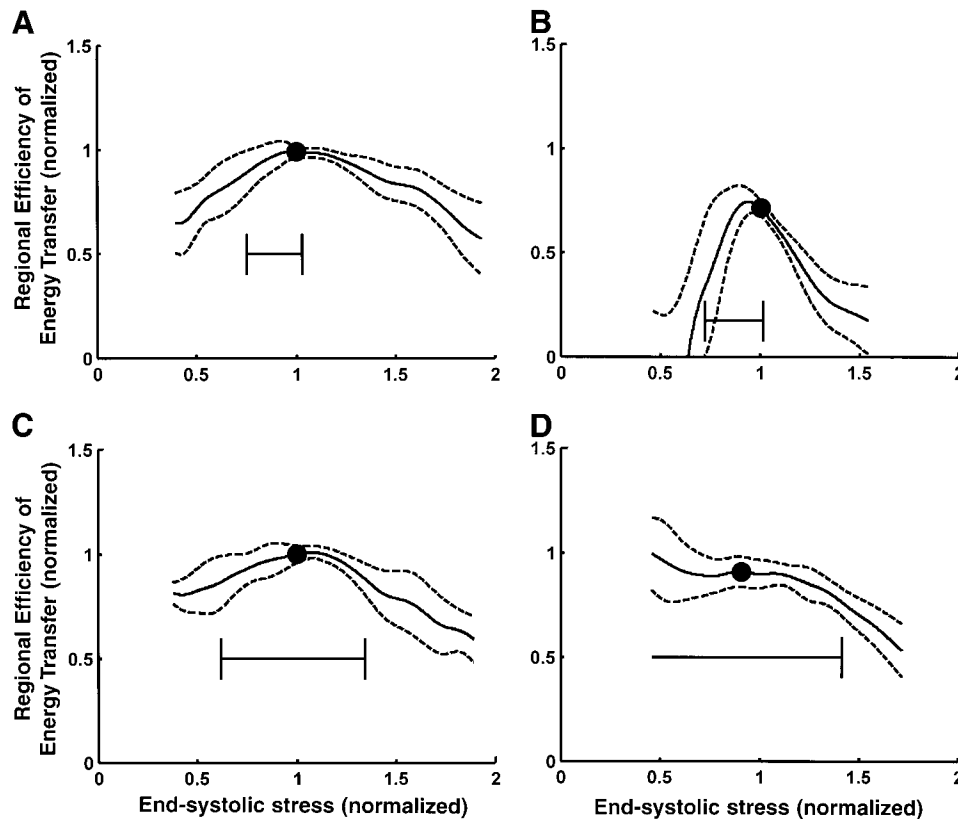 A
B
Regional Efficiency of
Energy Transfer (normalized)
1.5
1
0.5
0
0 0.5 1 1.5 2
1.5
1
0.5
0
0 0.5 1 1.5 2
C
D
Regional Efficiency of
Energy Transfer (normalized)
1.5
1
0.5
0
0 0.5 1 1.5 2
End-systolic stress (normalized)
1.5
1
0.5
0
0 0.5 1 1.5 2
End-systolic stress (normalized)